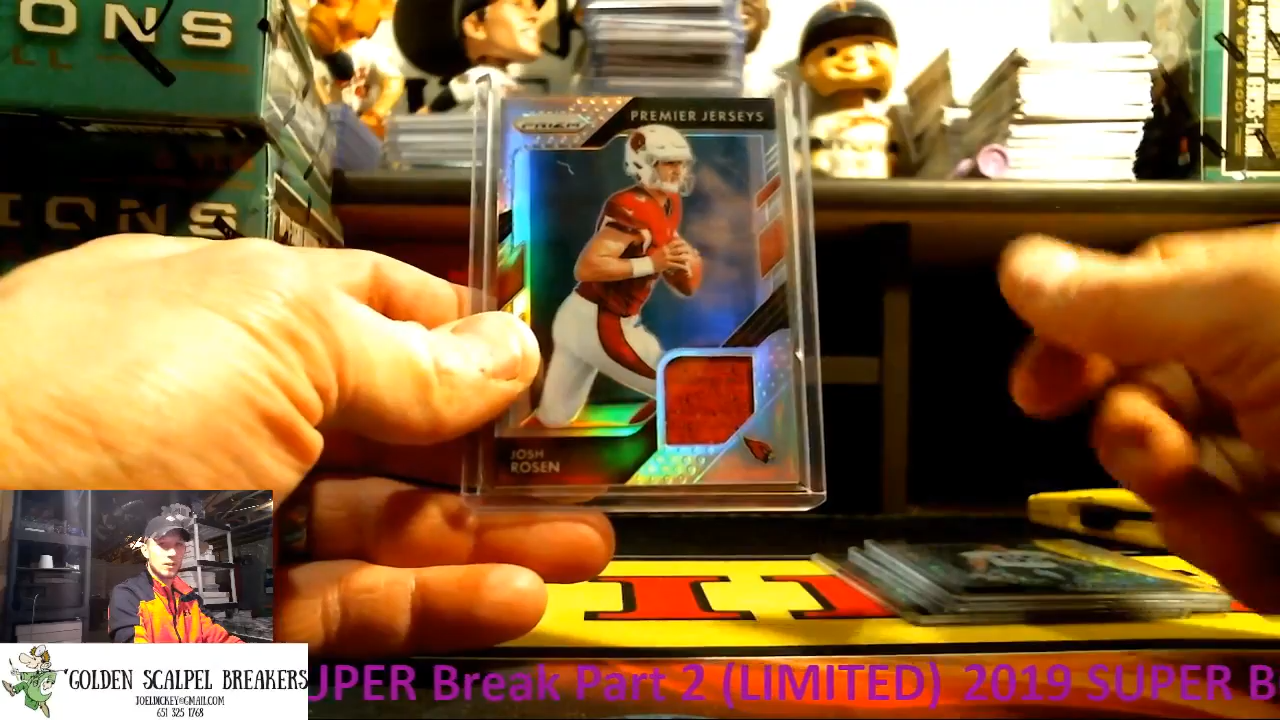 ONS
IONS
PRIZM
PREMIER JERSEYS
JOSH
ROSEN
GOLDEN SCALPEL BREAKERS
JOELDICKEY@GMAIL.COM
651 325 1768
UPER Break Part 2 (LIMITED) 2019 SUPER B